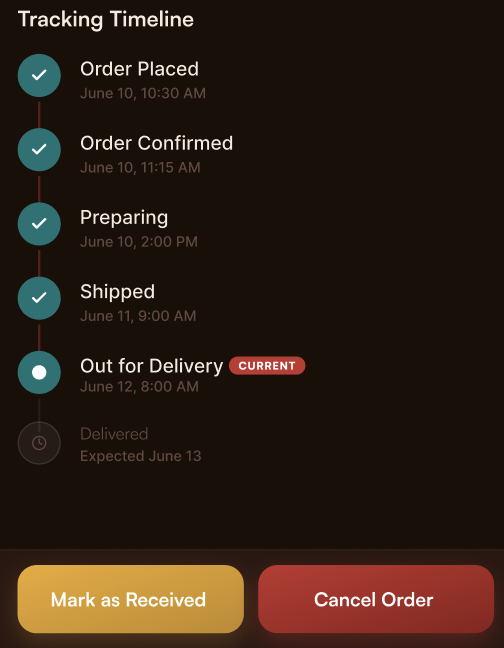 Tracking Timeline
Order Placed
June 10, 10:30 AM
Order Confirmed
June 10, 11:15 AM
Preparing
June 10, 2:00 PM
Shipped
June 11, 9:00 AM
Out for Delivery CURRENT
June 12, 8:00 AM
Delivered
Expected June 13
Mark as Received Cancel Order